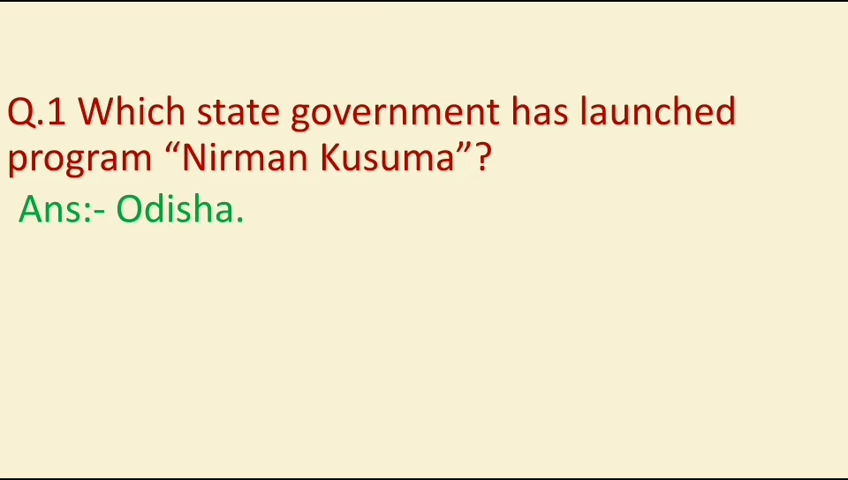 Q.1 Which state government has launched
program “Nirman Kusuma”?
Ans:- Odisha.